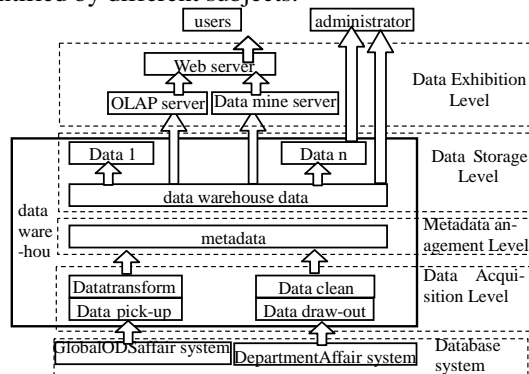 ntified by different subjects.
users
administrator
Web server
Data Exhibition
Level
OLAP server
Data mine server
Data 1
Data n
Data Storage
Level
data warehouse data
data
ware
-hou
Metadata an-
agement Level
metadata
Data Acqui-
sition Level
Datatransform
Data clean
Data pick-up
Data draw-out
GlobalODSaffair system
DepartmentAffair system
Database
system